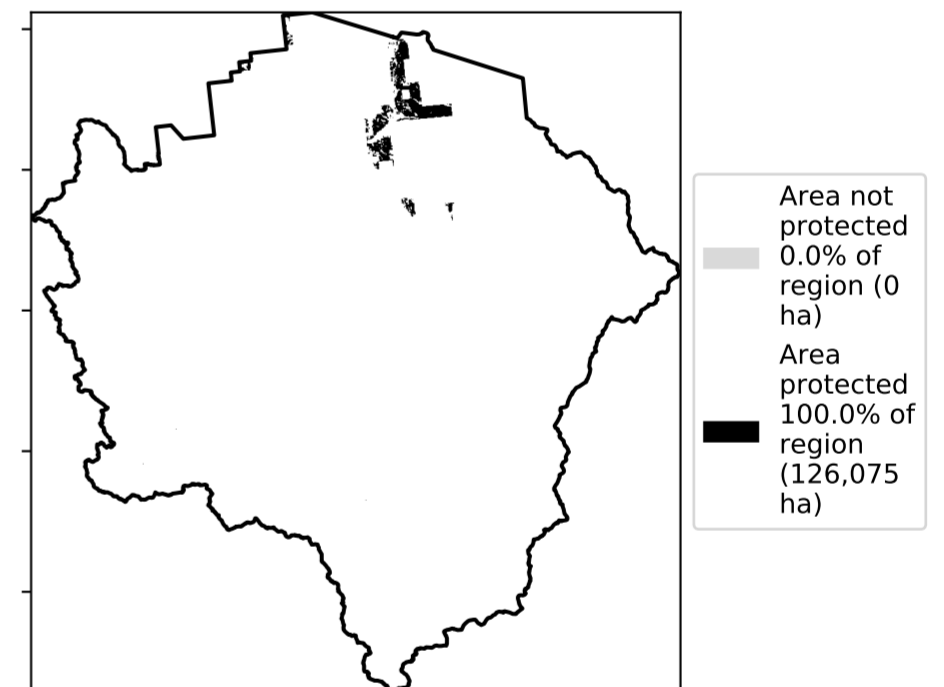 Area not
protected
0.0% of
region (0
ha)
Area
protected
100.0% of
region
(126,075
ha)